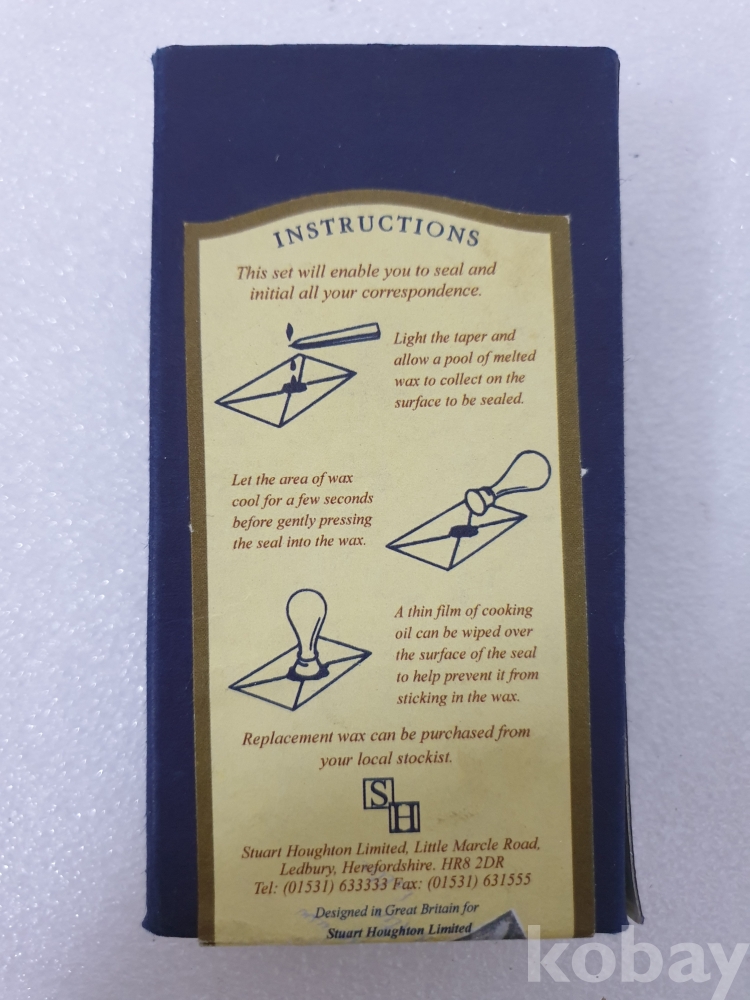 INSTRUCTIONS
This set will enable you to seal and
initial all your correspondence.
Light the taper and
allow a pool of melted
wax to collect on the
surface to be sealed.
Let the area of wax
cool for a few seconds
before gently pressing
the seal into the wax.
A thin film of cooking
oil can be wiped over
the surface of the seal
to help prevent it from
sticking in the wax.
Replacement wax can be purchased from
your local stockist.
S
H
Stuart Houghton Limited, Little Marcle Road,
Ledbury, Herefordshire. HR8 2DR
Tel: (01531) 633333 Fax: (01531) 631555
Designed in Great Britain for
Stuart Houghton Limited
kobay